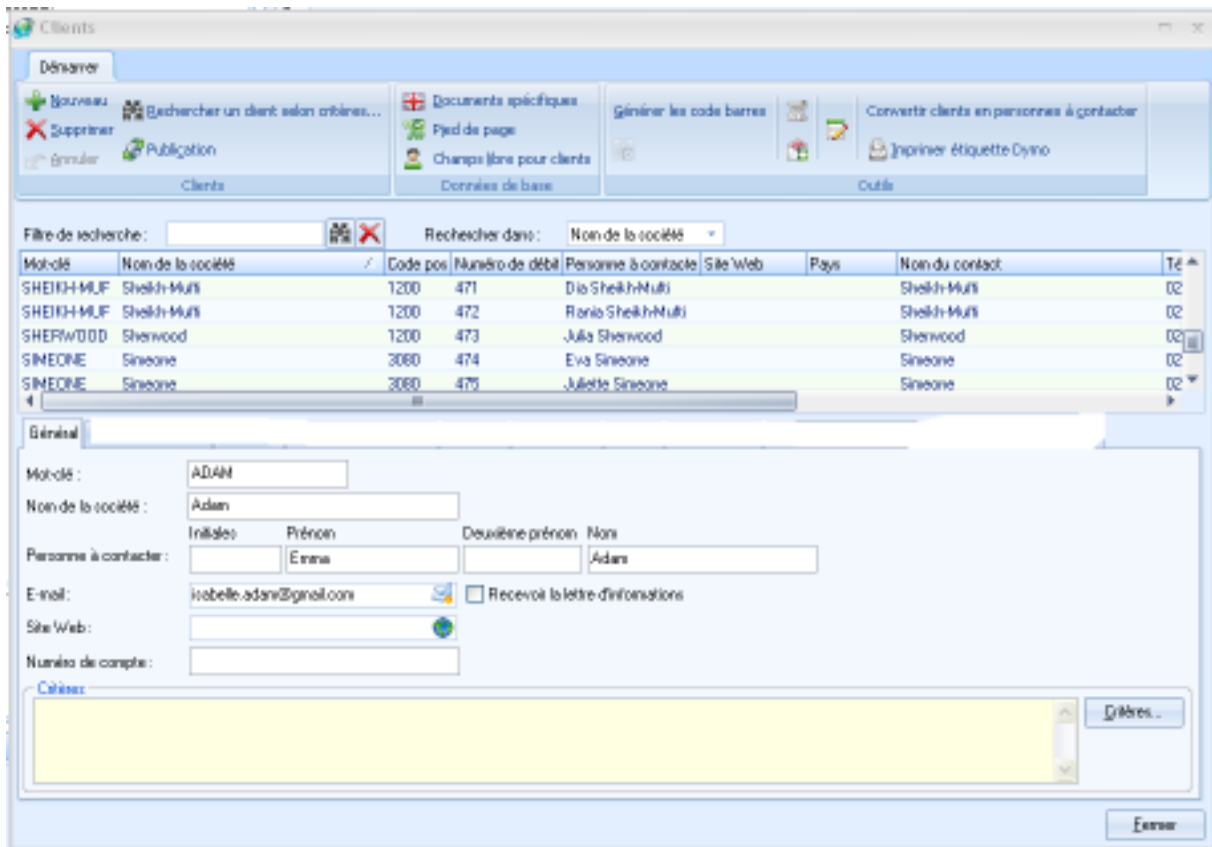 Clients
Démarrer
Nouveau
Supprimer
Annuler
Rechercher un client selon critères...
Publication
Clients
Documents spécifiques
Pied de page
Champs libre pour clients
Données de base
Générer les code barres
Convertir clients en personnes à contacter
Imprimer étiquette Dymo
Outils
Filtre de recherche :
Rechercher dans : Nom de la société
Mot-clé Nom de la société Code pos Numéro de débit Personne à contacte Site Web Pays Nom du contact Té
SHEIKH-MUF Sheikh-Mufti 1200 471 Dia Sheikh-Mufti Sheikh-Mufti 02
SHEIKH-MUF Sheikh-Mufti 1200 472 Rania Sheikh-Mufti Sheikh-Mufti 02
SHERWOOD Sherwood 1200 473 Julia Sherwood Sherwood 02
SIMEONE Simeone 3080 474 Eva Simeone Simeone 02
SIMEONE Simeone 3080 475 Juliette Simeone Simeone 02
Général
Mot-clé : ADAM
Nom de la société : Adam
Initiales Prénom Deuxième prénom Nom
Personne à contacter : Emma Adam
E-mail : isabelle.adam@gmail.com Recevoir la lettre d'informations
Site Web :
Numéro de compte :
Critères
Critères...
Fermer